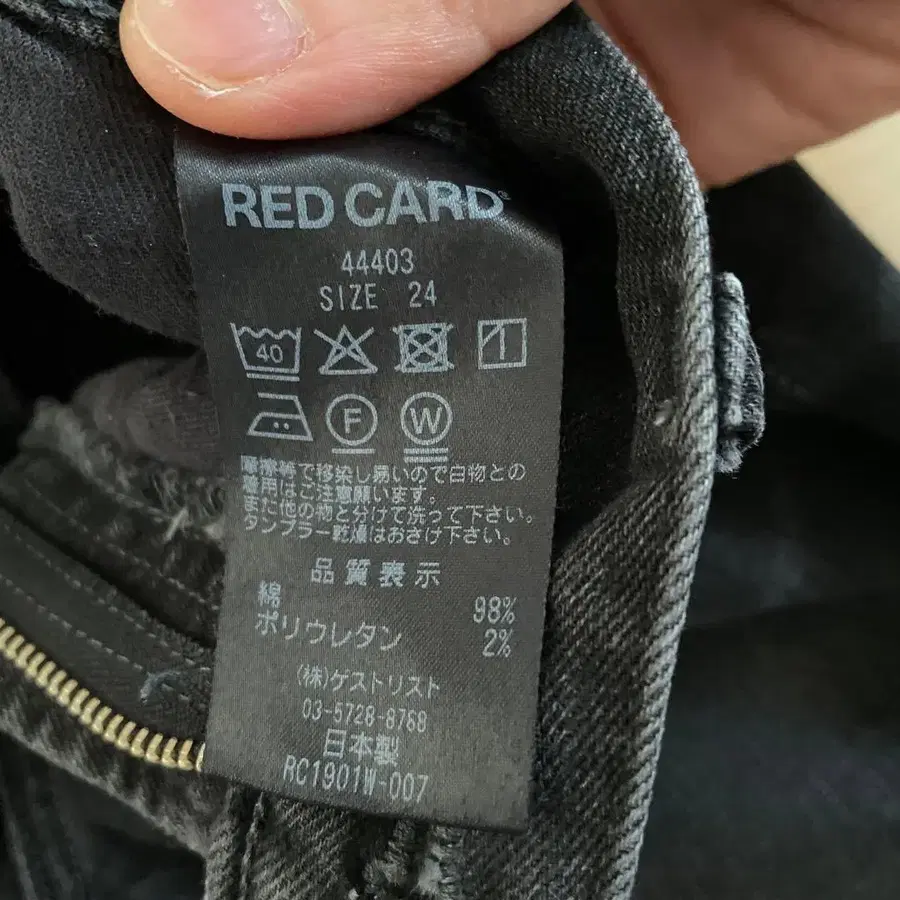 RED CARD®
44403
SIZE 24
40
F W
摩擦等で移染し易いので白物との
着用はご注意願います。
また他の物と分けて洗って下さい。
タンブラー乾燥はおさけ下さい。
品質表示
綿 98%
ポリウレタン 2%
(株)ゲストリスト
03-5728-8768
日本製
RC1901W-007